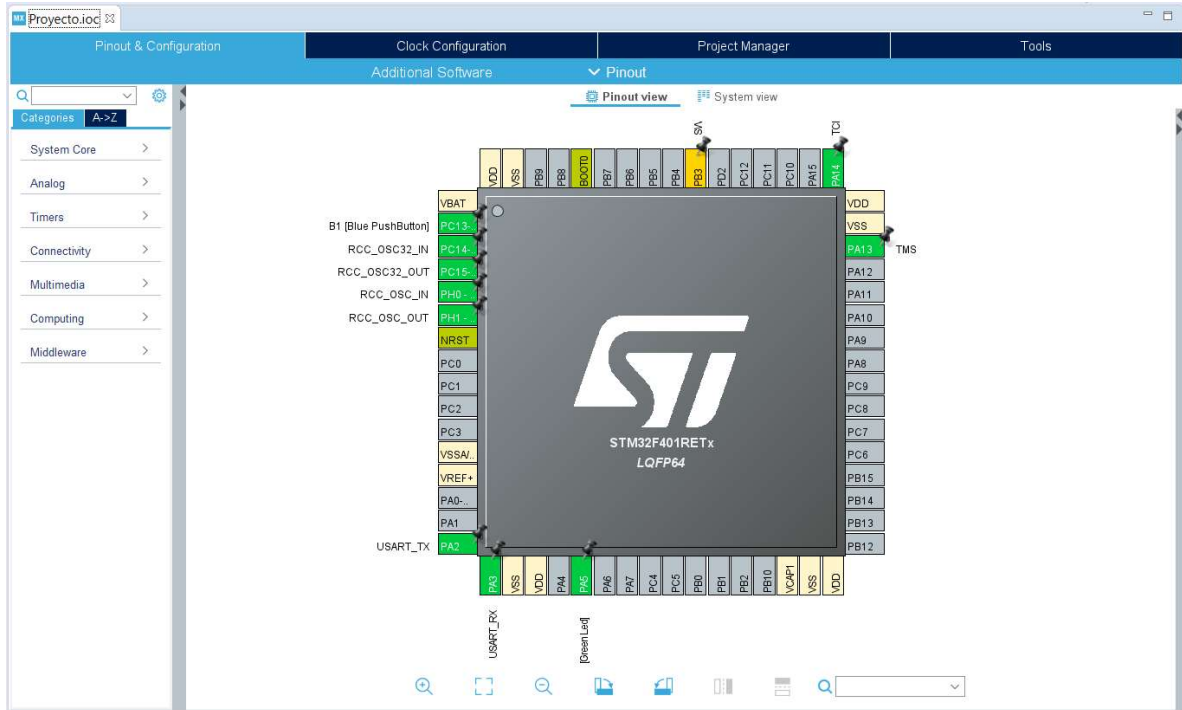 Proyecto.ioc
Pinout & Configuration
Clock Configuration
Project Manager
Tools
Additional Software
Pinout
Pinout view
System view
Categories
A->Z
System Core
Analog
Timers
Connectivity
Multimedia
Computing
Middleware
VDD
VSS
PB9
PB8
BOOT0
PB7
PB6
PB5
PB4
PB3
PD2
PC12
PC11
PC10
PA15
PA14
VBAT
B1 [Blue PushButton] PC13-..
RCC_OSC32_IN PC14-..
RCC_OSC32_OUT PC15-..
RCC_OSC_IN PH0 - ..
RCC_OSC_OUT PH1 - ..
NRST
PC0
PC1
PC2
PC3
VSSA/..
VREF+
PA0-..
PA1
USART_TX PA2
VDD
VSS
PA13 TMS
PA12
PA11
PA10
PA9
PA8
PC9
PC8
PC7
PC6
PB15
PB14
PB13
PB12
STM32F401RETx
LQFP64
PA3
VSS
VDD
PA4
PA5
PA6
PA7
PC4
PC5
PB0
PB1
PB2
PB10
VCAP1
VSS
VDD
USART_RX
[Green Led]